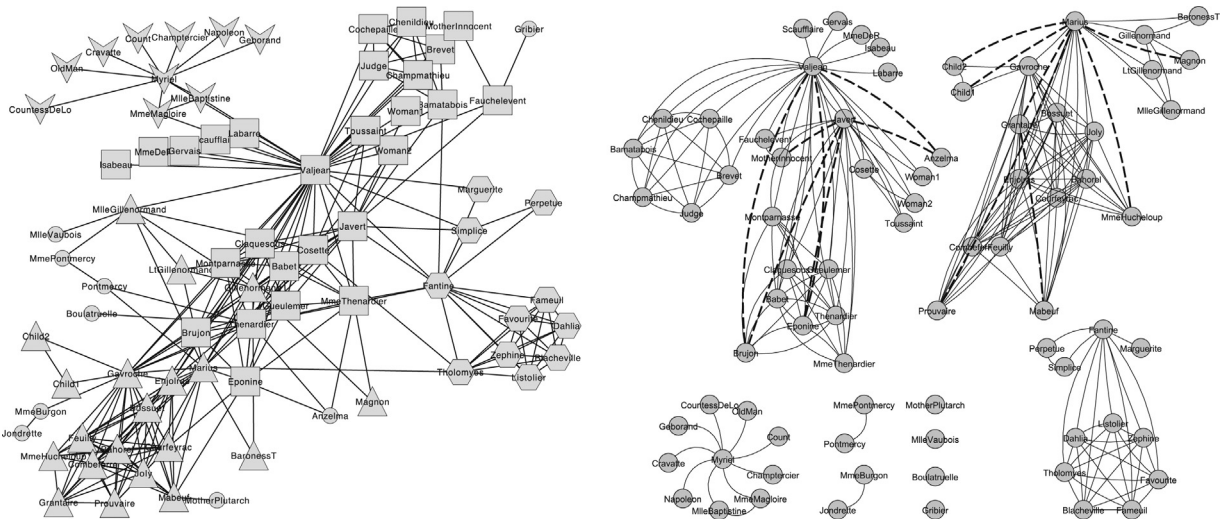 Cochepaille
Chenildieu
MotherInnocent
Gribier
Count
Champtercier
Napoleon
Geborand
Cravatte
OldMan
Myriel
CountessDeLo
MlleBaptistine
MmeMagloire
Judge
Brevet
Champmathieu
Bamatabois
Fauchelevent
Woman1
Toussaint
Woman2
Labarre
Gervais
Isabeau
Valjean
Marguerite
Perpetue
Simplice
MlleGillenormand
MlleVaubois
MmePontmercy
Pontmercy
Boulatruelle
LtGillenormand
Claquesous
Cosette
Javert
Babet
Gueulemer
MmeThenardier
Fantine
Fameuil
Favourite
Dahlia
Zephine
Blacheville
Tholomyes
Listolier
Brujon
Thenardier
Child2
Child1
Gavroche
Enjolras
Marius
Eponine
MmeBurgon
Jondrette
Bossuet
Feuilly
MmeHucheloup
Combeferre
Joly
Grantaire
Prouvaire
Mabeuf
MotherPlutarch
BaronessT
Anzelma
Magnon
Scaufflaire
Gervais
MmeDeR
Isabeau
Valjean
Labarre
Chenildieu
Cochepaille
Bamatabois
Brevet
Champmathieu
Judge
Fauchelevent
MotherInnocent
Javert
Anzelma
Cosette
Woman1
Woman2
Toussaint
Montparnasse
Claquesous
Gueulemer
Babet
Thenardier
Eponine
Brujon
MmeThenardier
Marius
BaronessT
Gillenormand
LtGillenormand
Magnon
MlleGillenormand
Child2
Child1
Gavroche
Bossuet
Grantaire
Joly
Enjolras
Bahorel
Courfeyrac
MmeHucheloup
Combeferre
Feuilly
Prouvaire
Mabeuf
Fantine
Perpetue
Simplice
Marguerite
Listolier
Dahlia
Zephine
Tholomyes
Favourite
Blacheville
Fameuil
CountessDeLo
OldMan
Geborand
Count
Myriel
Cravatte
Champtercier
Napoleon
MmeMagloire
MlleBaptistine
MmePontmercy
Pontmercy
MmeBurgon
Jondrette
MotherPlutarch
MlleVaubois
Boulatruelle
Gribier